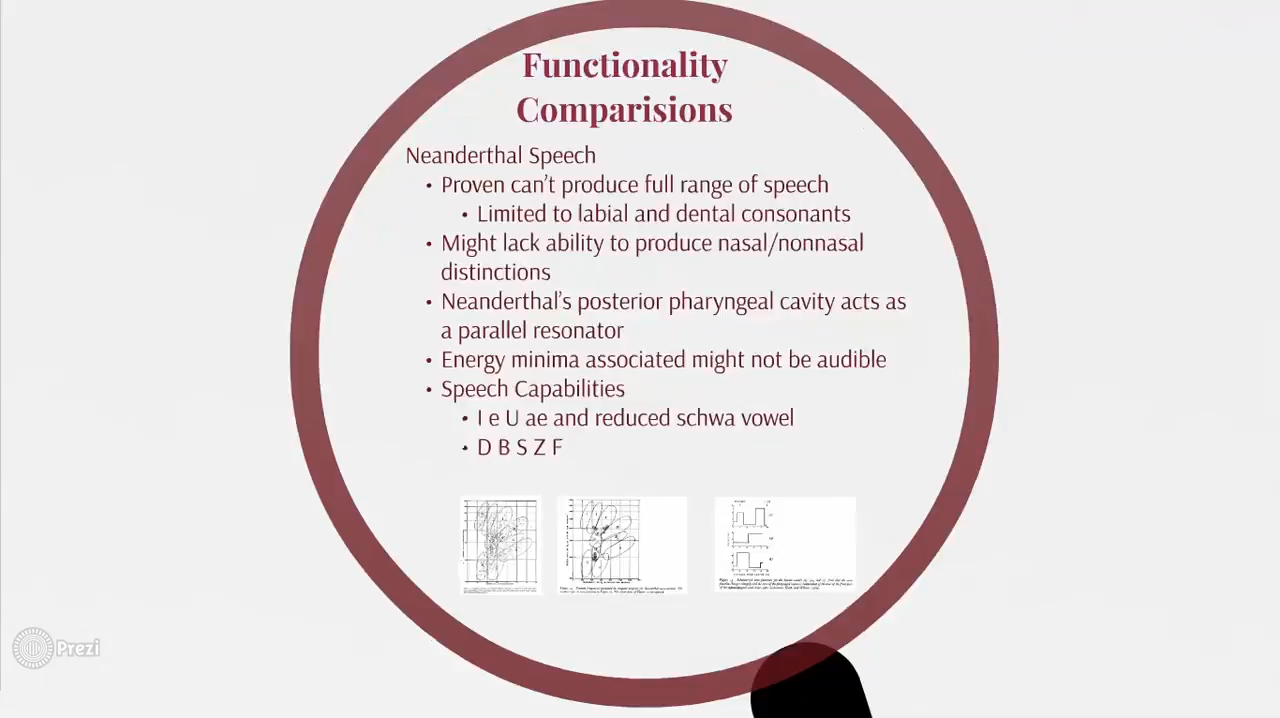 Functionality
Comparisions
Neanderthal Speech
• Proven can't produce full range of speech
• Limited to labial and dental consonants
• Might lack ability to produce nasal/nonnasal
distinctions
• Neanderthal's posterior pharyngeal cavity acts as
a parallel resonator
• Energy minima associated might not be audible
• Speech Capabilities
• I e U ae and reduced schwa vowel
• D B S Z F
Prezi